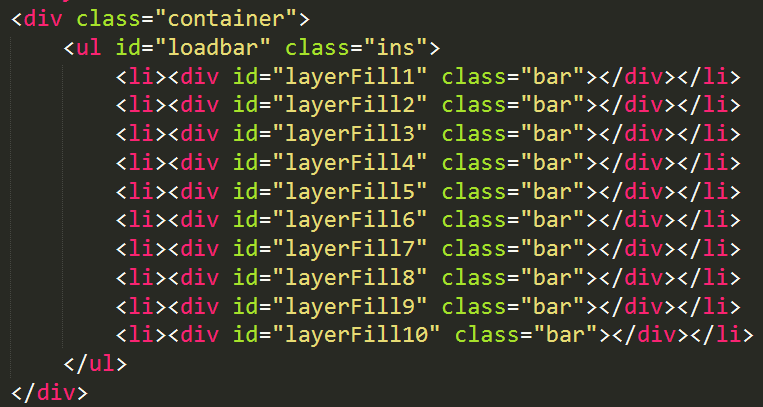 <div class="container">
<ul id="loadbar" class="ins">
<li><div id="layerFill1" class="bar"></div></li>
<li><div id="layerFill2" class="bar"></div></li>
<li><div id="layerFill3" class="bar"></div></li>
<li><div id="layerFill4" class="bar"></div></li>
<li><div id="layerFill5" class="bar"></div></li>
<li><div id="layerFill6" class="bar"></div></li>
<li><div id="layerFill7" class="bar"></div></li>
<li><div id="layerFill8" class="bar"></div></li>
<li><div id="layerFill9" class="bar"></div></li>
<li><div id="layerFill10" class="bar"></div></li>
</ul>
</div>